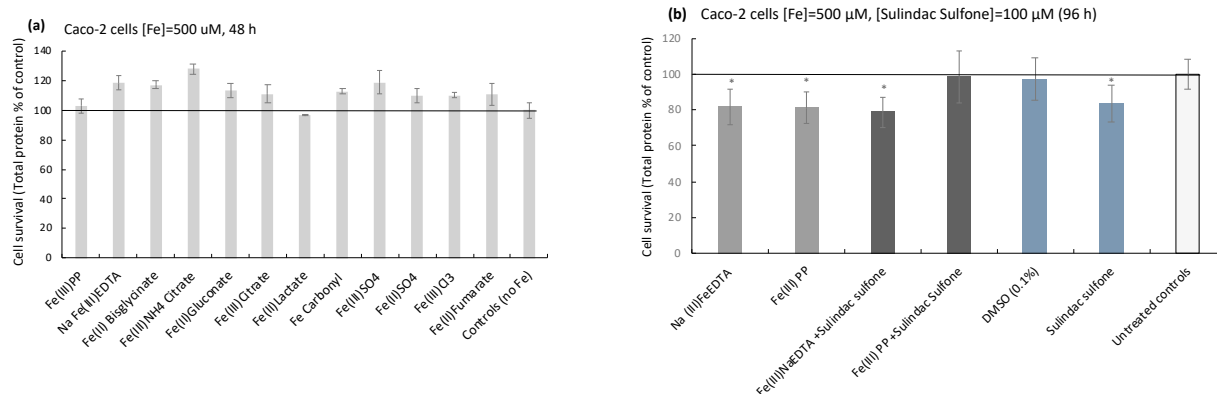 (a) Caco-2 cells [Fe]=500 uM, 48 h
Cell survival (Total protein % of control)
140
120
100
80
60
40
20
0
Fe(III)PP
Na Fe(III)EDTA
Fe(II) Bisglycinate
Fe(III)NH4 Citrate
Fe(II)Gluconate
Fe(III)Citrate
Fe(II)Lactate
Fe Carbonyl
Fe(II)SO4
Fe(II)SO4
Fe(III)Cl3
Fe(II)Fumarate
Controls (no Fe)
(b) Caco-2 cells [Fe]=500 µM, [Sulindac Sulfone]=100 µM (96 h)
Cell survival (Total protein % of control)
120
100
80
60
40
20
0
*
*
*
*
Na (III)FeEDTA
Fe(III) PP
Fe(III)NaEDTA +Sulindac sulfone
Fe(III) PP +Sulindac Sulfone
DMSO (0.1%)
Sulindac sulfone
Untreated controls